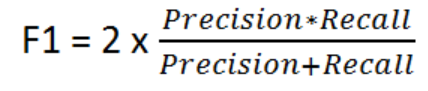 F1 = 2 x Precision*Recall
Precision+Recall